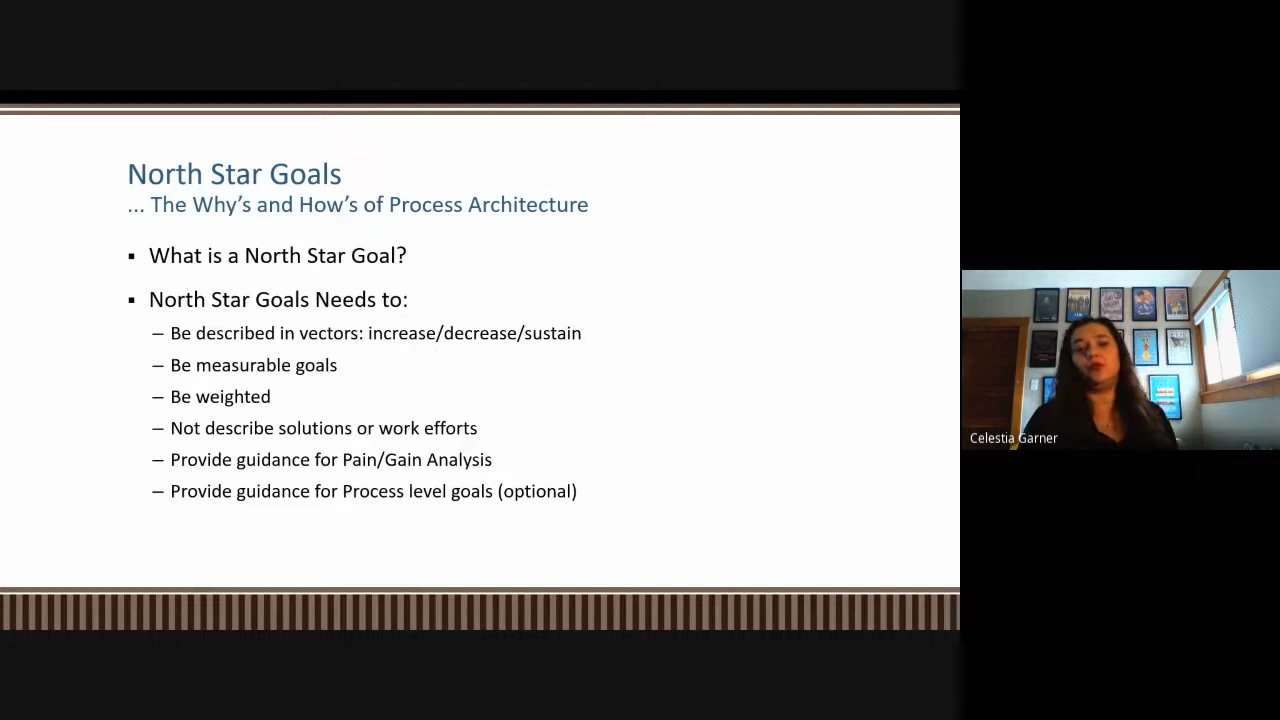 North Star Goals
... The Why’s and How’s of Process Architecture
▪ What is a North Star Goal?
▪ North Star Goals Needs to:
– Be described in vectors: increase/decrease/sustain
– Be measurable goals
– Be weighted
– Not describe solutions or work efforts
– Provide guidance for Pain/Gain Analysis
– Provide guidance for Process level goals (optional)
Celestia Garner